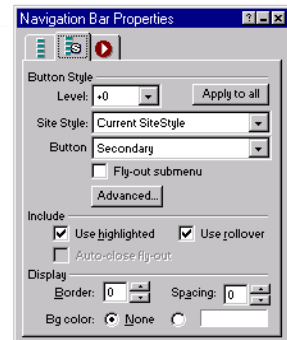 Navigation Bar Properties
Button Style
Level: +0 Apply to all
Site Style: Current SiteStyle
Button Secondary
Fly-out submenu
Advanced...
Include
Use highlighted Use rollover
Auto-close fly-out
Display
Border: 0 Spacing: 0
Bg color: None